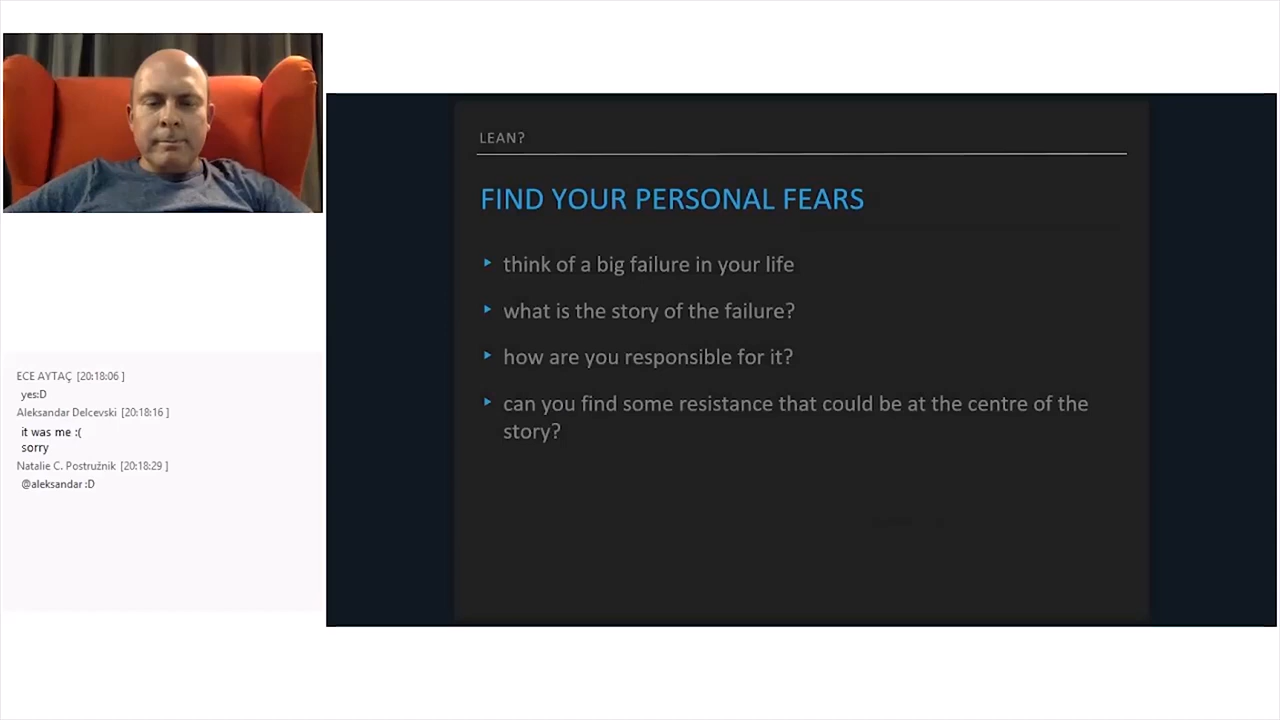 LEAN?
FIND YOUR PERSONAL FEARS
think of a big failure in your life
what is the story of the failure?
how are you responsible for it?
can you find some resistance that could be at the centre of the
story?
ECE AYTAÇ [20:18:06 ]
yes:D
Aleksandar Delcevski [20:18:16 ]
it was me :(
sorry
Natalie C. Postružnik [20:18:29 ]
@aleksandar :D